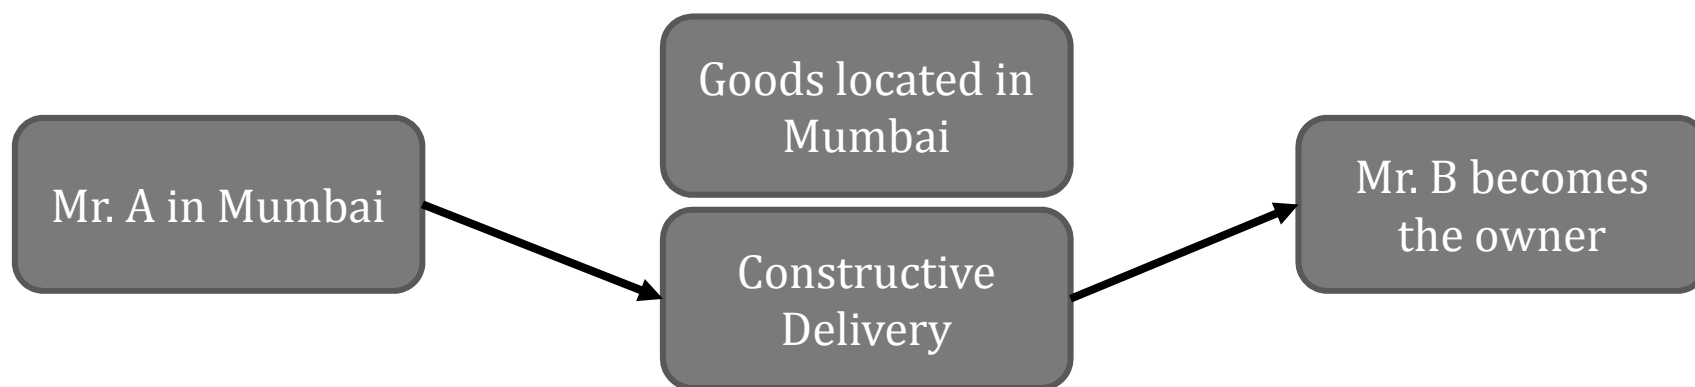 Mr. A in Mumbai
Goods located in
Mumbai
Constructive
Delivery
Mr. B becomes
the owner